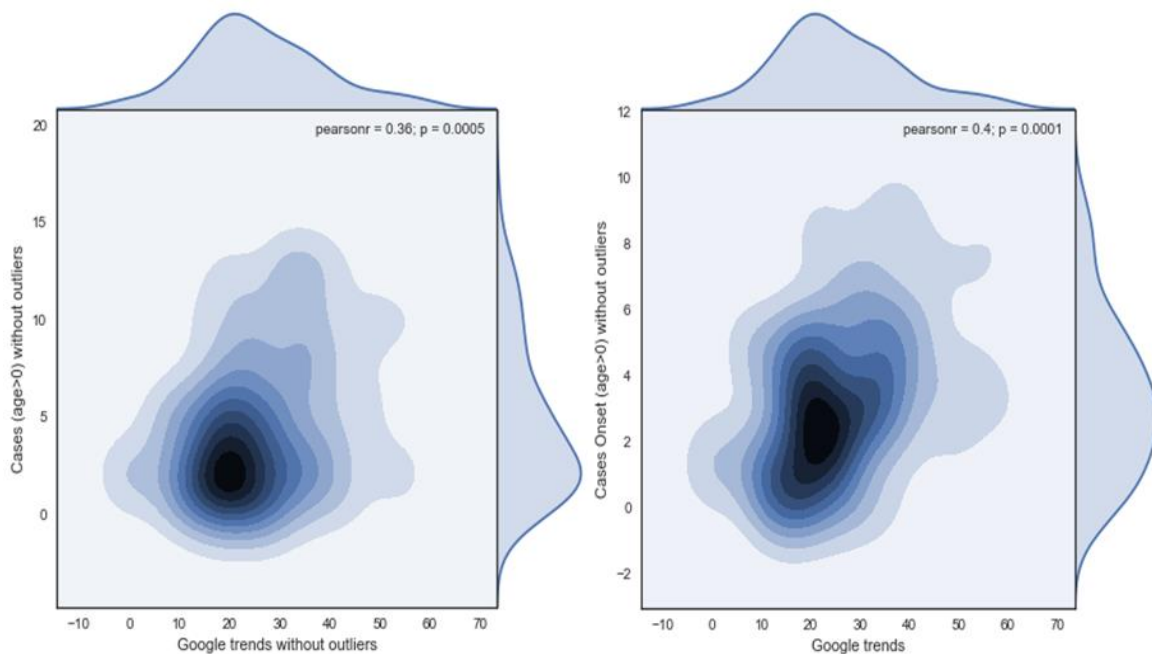 pearsonr = 0.36; p = 0.0005
Cases (age>0) without outliers
20
15
10
5
0
−10 0 10 20 30 40 50 60 70
Google trends without outliers
pearsonr = 0.4; p = 0.0001
Cases Onset (age>0) without outliers
12
10
8
6
4
2
0
−2
−10 0 10 20 30 40 50 60 70
Google trends